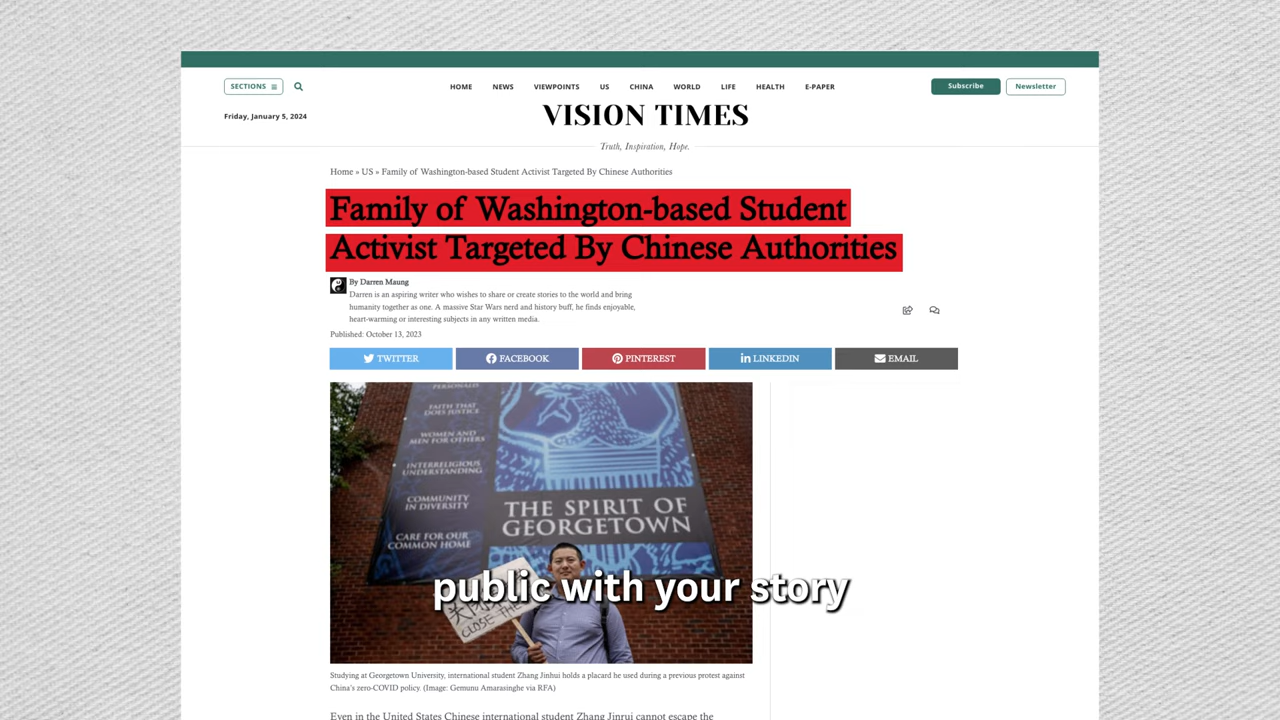 SECTIONS
HOME NEWS VIEWPOINTS US CHINA WORLD LIFE HEALTH E-PAPER
Subscribe
Newsletter
Friday, January 5, 2024
VISION TIMES
Truth, Inspiration, Hope.
Home » US » Family of Washington-based Student Activist Targeted By Chinese Authorities
Family of Washington-based Student
Activist Targeted By Chinese Authorities
By Darren Maung
Darren is an aspiring writer who wishes to share or create stories to the world and bring
humanity together as one. A massive Star Wars nerd and history buff, he finds enjoyable,
heart-warming or interesting subjects in any written media.
Published: October 13, 2023
TWITTER
FACEBOOK
PINTEREST
LINKEDIN
EMAIL
PERSONALIS
FAITH THAT
DOES JUSTICE
WOMEN AND
MEN FOR OTHERS
INTERRELIGIOUS
UNDERSTANDING
COMMUNITY
IN DIVERSITY
CARE FOR OUR
COMMON HOME
THE SPIRIT OF
GEORGETOWN
CLOSE THE
public with your story
Studying at Georgetown University, international student Zhang Jinhui holds a placard he used during a previous protest against
China's zero-COVID policy. (Image: Gemunu Amarasinghe via RFA)
Even in the United States Chinese international student Zhang Jinrui cannot escape the